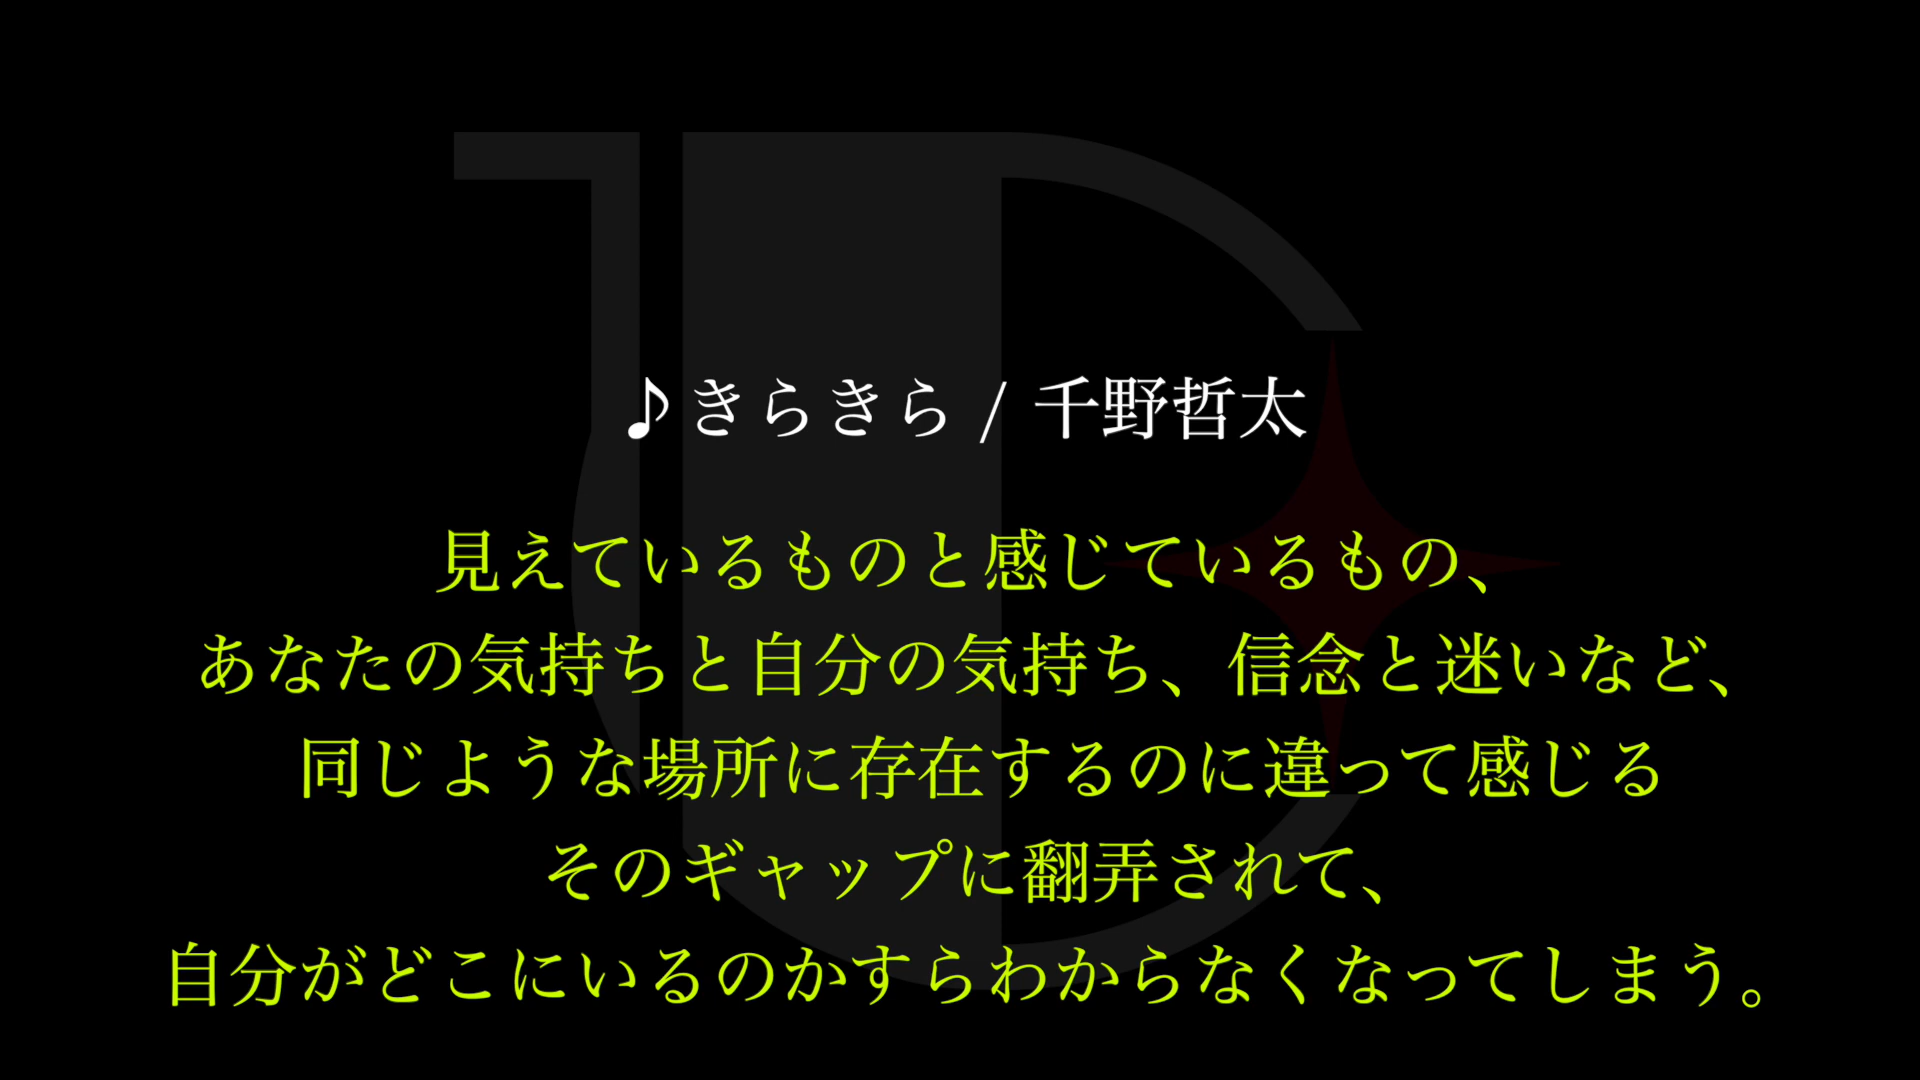 ♪きらきら / 千野哲太
見えているものと感じているもの、
あなたの気持ちと自分の気持ち、信念と迷いなど、
同じような場所に存在するのに違って感じる
そのギャップに翻弄されて、
自分がどこにいるのかすらわからなくなってしまう。